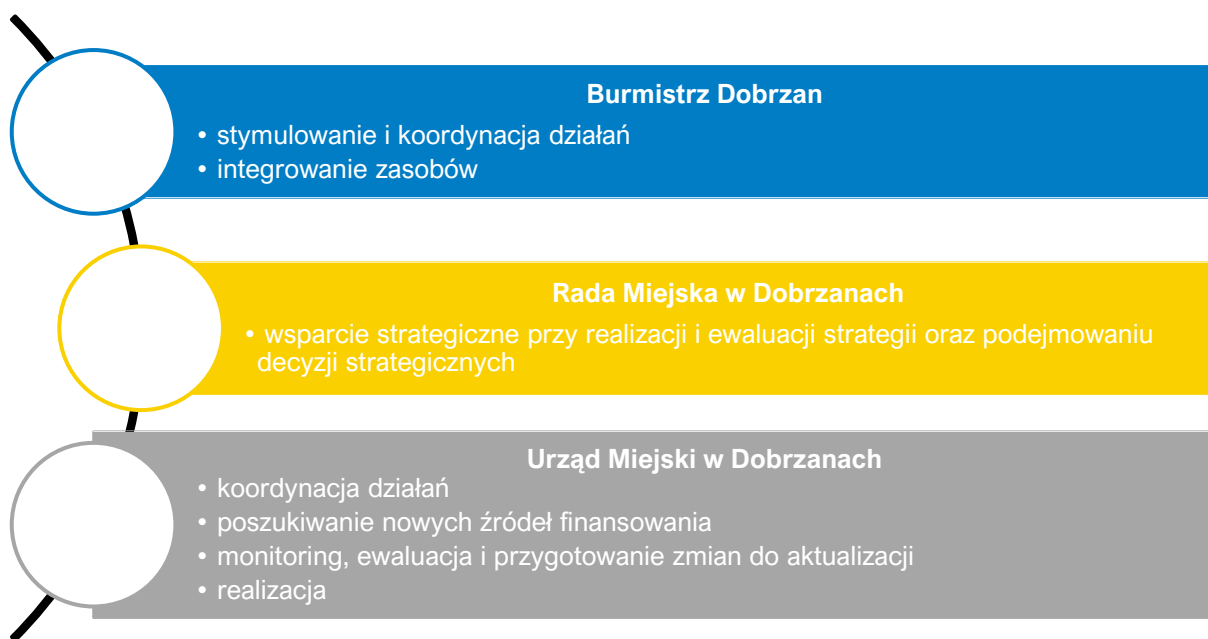 Burmistrz Dobrzan
• stymulowanie i koordynacja działań
• integrowanie zasobów
Rada Miejska w Dobrzanach
• wsparcie strategiczne przy realizacji i ewaluacji strategii oraz podejmowaniu
decyzji strategicznych
Urząd Miejski w Dobrzanach
• koordynacja działań
• poszukiwanie nowych źródeł finansowania
• monitoring, ewaluacja i przygotowanie zmian do aktualizacji
• realizacja